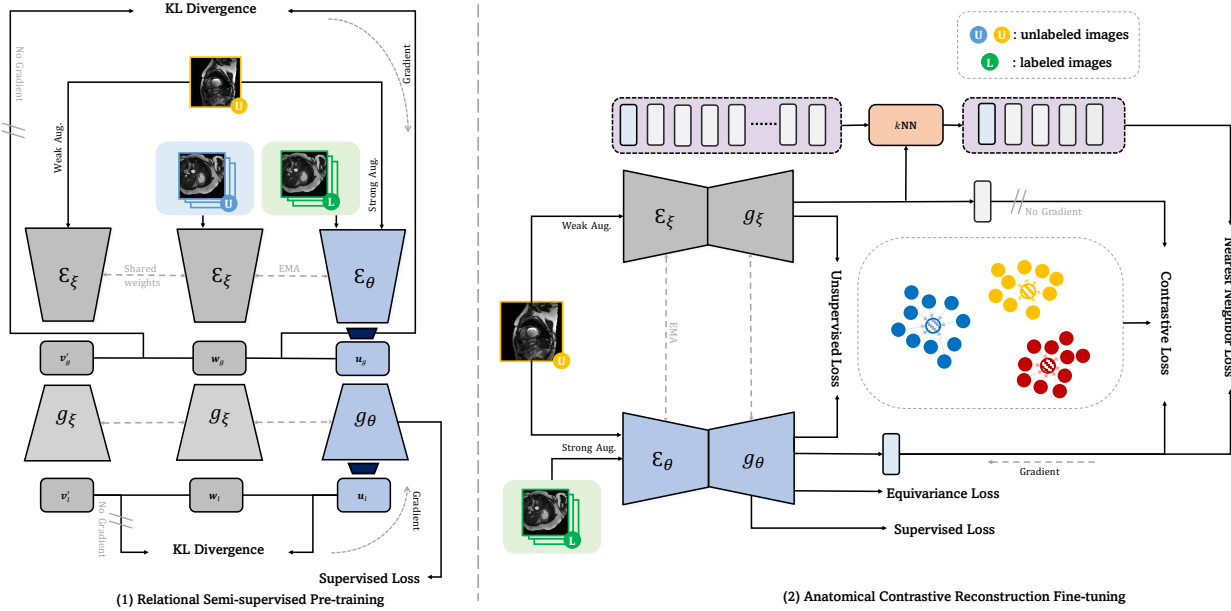 KL Divergence
No Gradient
Gradient
U
Weak Aug.
Strong Aug.
U
L
ℰξ
ℰξ
ℰθ
Shared weights
EMA
v′g
wg
ug
gξ
gξ
gθ
v′l
wl
ul
No Gradient
Gradient
KL Divergence
Supervised Loss
(1) Relational Semi-supervised Pre-training
U U : unlabeled images
L : labeled images
kNN
ℰξ
gξ
No Gradient
Weak Aug.
EMA
Unsupervised Loss
Contrastive Loss
Nearest Neighbor Loss
U
Strong Aug.
ℰθ
gθ
Gradient
L
Equivariance Loss
Supervised Loss
(2) Anatomical Contrastive Reconstruction Fine-tuning